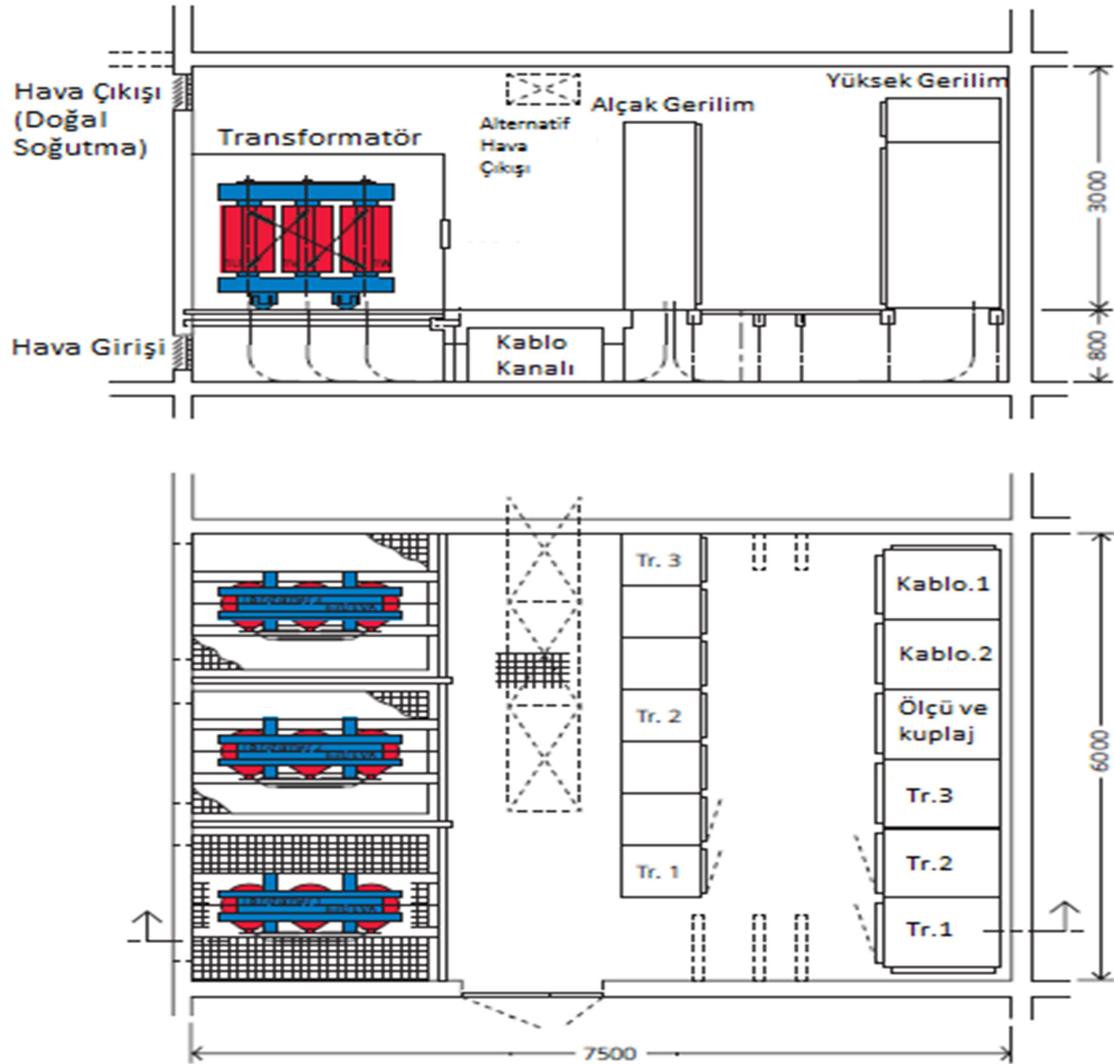 Hava Çıkışı
(Doğal
Soğutma)
Transformatör
Alternatif
Hava
Çıkışı
Alçak Gerilim
Yüksek Gerilim
3000
Hava Girişi
Kablo
Kanalı
800
Tr. 3
Tr. 2
Tr. 1
Kablo.1
Kablo.2
Ölçü ve
kuplaj
Tr.3
Tr.2
Tr.1
6000
7500